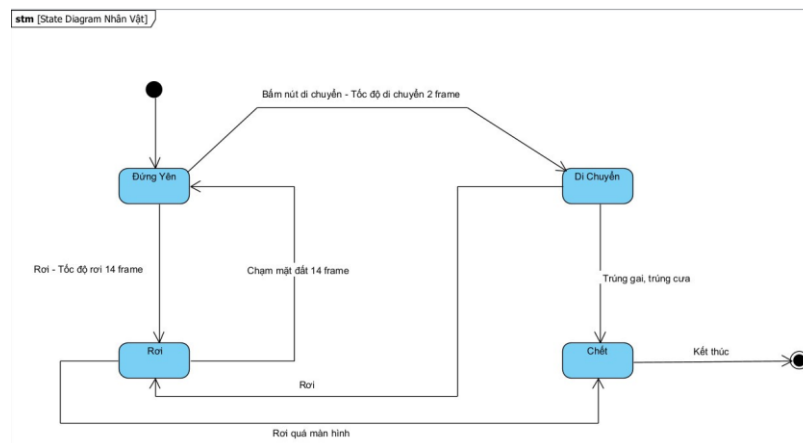 stm [State Diagram Nhân Vật]
Bấm nút di chuyển - Tốc độ di chuyển 2 frame
Đứng Yên
Di Chuyển
Rơi - Tốc độ rơi 14 frame
Chạm mặt đất 14 frame
Trúng gai, trúng cưa
Rơi
Chết
Kết thúc
Rơi
Rơi quá màn hình